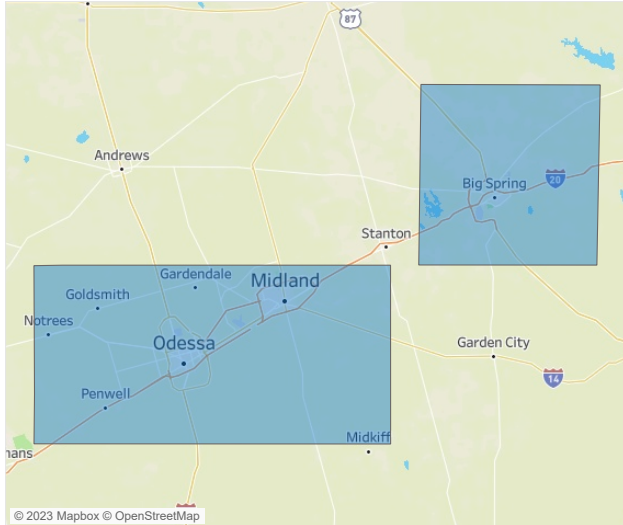 87
Andrews
Big Spring
20
Stanton
Gardendale
Midland
Goldsmith
Notrees
Odessa
Garden City
14
Penwell
Midkiff
hans
© 2023 Mapbox © OpenStreetMap